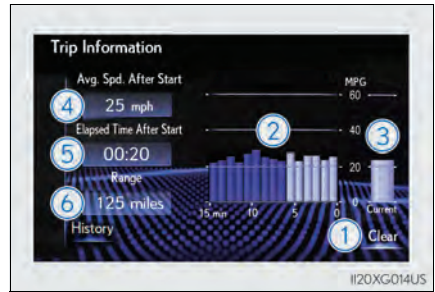 Trip Information
Avg. Spd. After Start
MPG
60
4
25 mph
2
40
3
Elapsed Time After Start
5
00:20
20
Range
6
125 miles
15 min
10
5
0
0
Current
History
1
Clear
II20XG014US